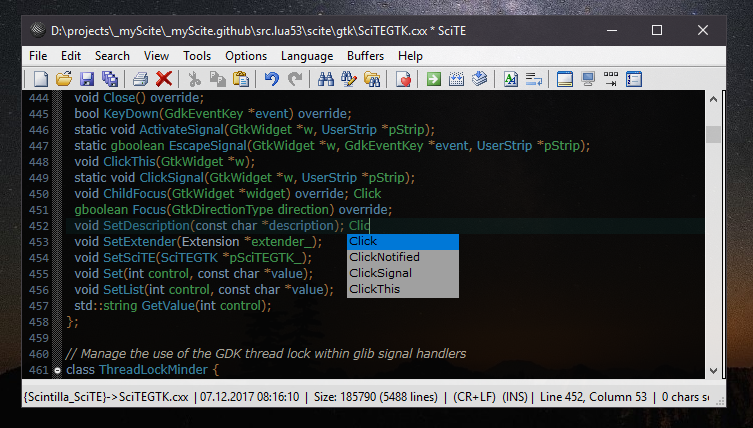 D:\projects\_myScite\_myScite.github\src.lua53\scite\gtk\SciTEGTK.cxx * SciTE
File Edit Search View Tools Options Language Buffers Help
444 void Close() override;
445 bool KeyDown(GdkEventKey *event) override;
446 static void ActivateSignal(GtkWidget *w, UserStrip *pStrip);
447 static gboolean EscapeSignal(GtkWidget *w, GdkEventKey *event, UserStrip *pStrip);
448 void ClickThis(GtkWidget *w);
449 static void ClickSignal(GtkWidget *w, UserStrip *pStrip);
450 void ChildFocus(GtkWidget *widget) override; Click
451 gboolean Focus(GtkDirectionType direction) override;
452 void SetDescription(const char *description); Clic
453 void SetExtender(Extension *extender_);
454 void SetSciTE(SciTEGTK *pSciTEGTK_);
455 void Set(int control, const char *value);
456 void SetList(int control, const char *value);
457 std::string GetValue(int control);
458 };
459
460 // Manage the use of the GDK thread lock within glib signal handlers
461 class ThreadLockMinder {
Click
ClickNotified
ClickSignal
ClickThis
{Scintilla_SciTE}->SciTEGTK.cxx | 07.12.2017 08:16:10 | Size: 185790 (5488 lines) | (CR+LF) (INS) | Line 452, Column 53 | 0 chars se